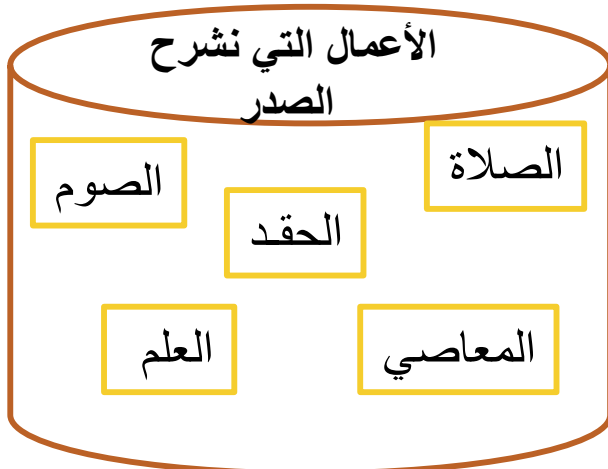 الأعمال التي نشرح
الصدر
الصلاة
الصوم
الحقد
المعاصي
العلم